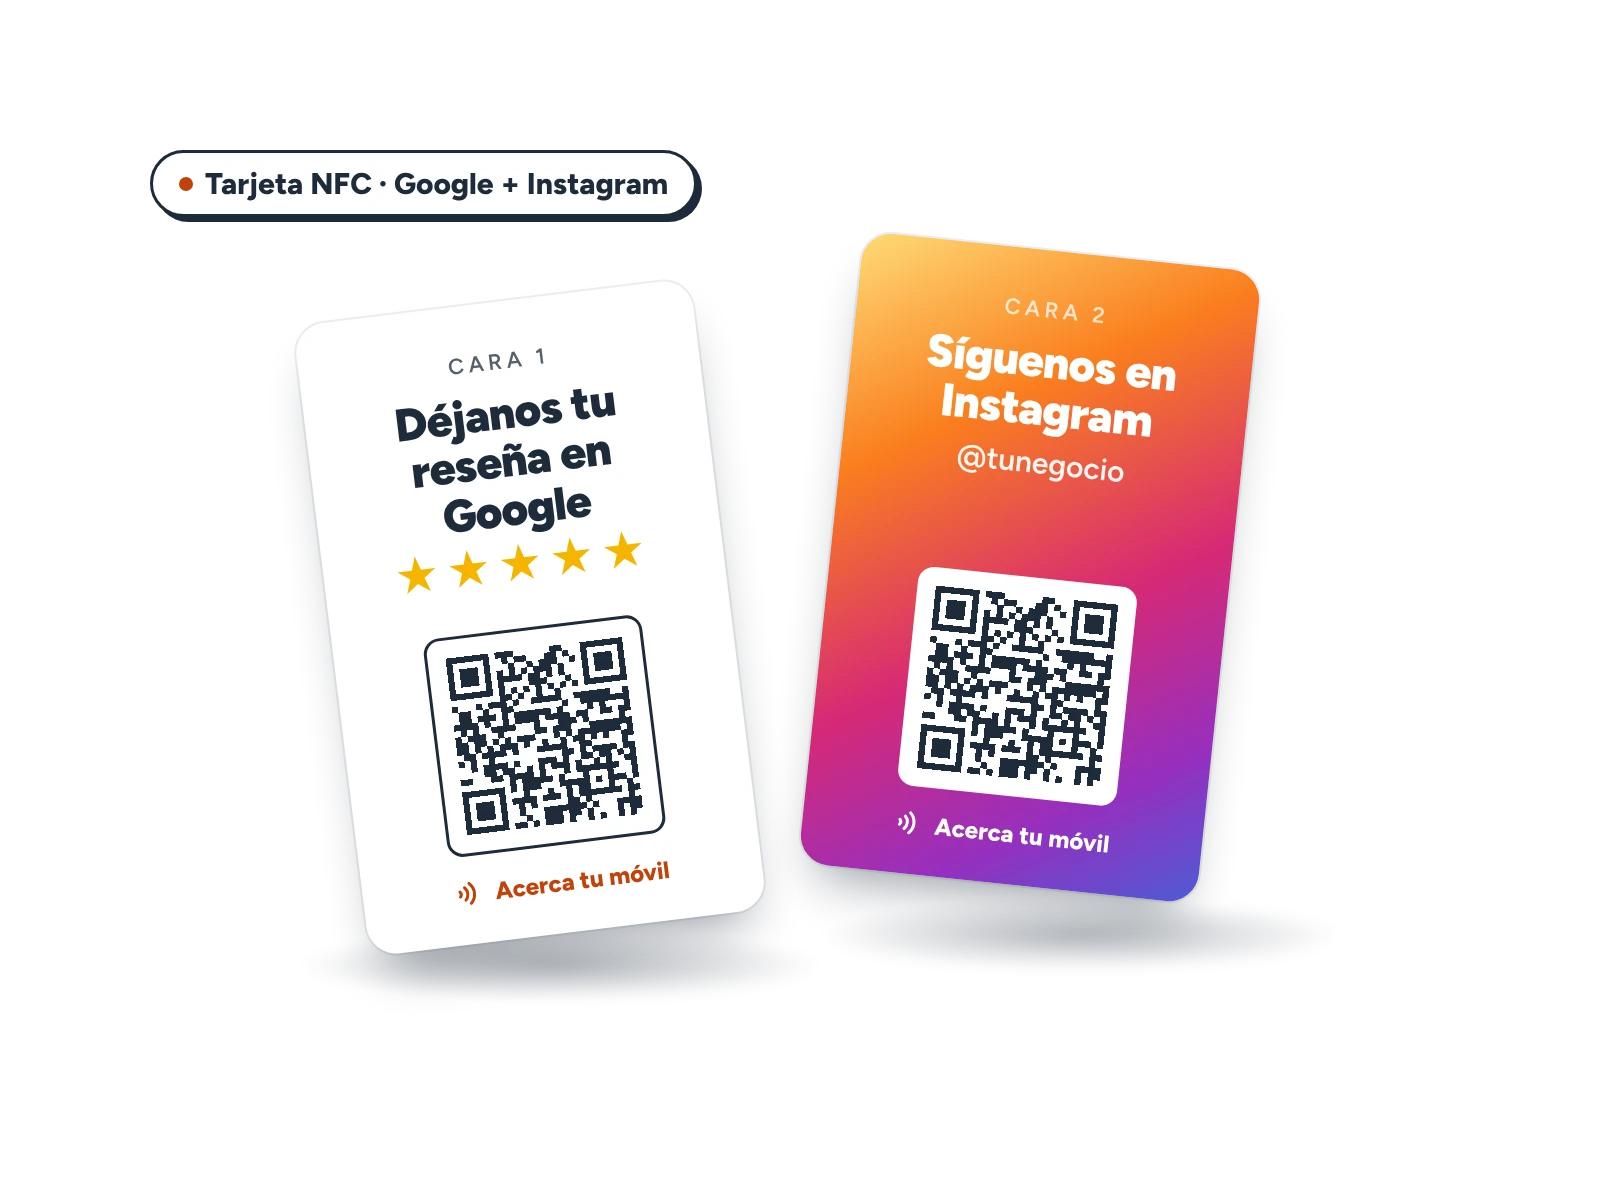 Tarjeta NFC · Google + Instagram
CARA 1
Déjanos tu
reseña en
Google
Acerca tu móvil
CARA 2
Síguenos en
Instagram
@tunegocio
Acerca tu móvil